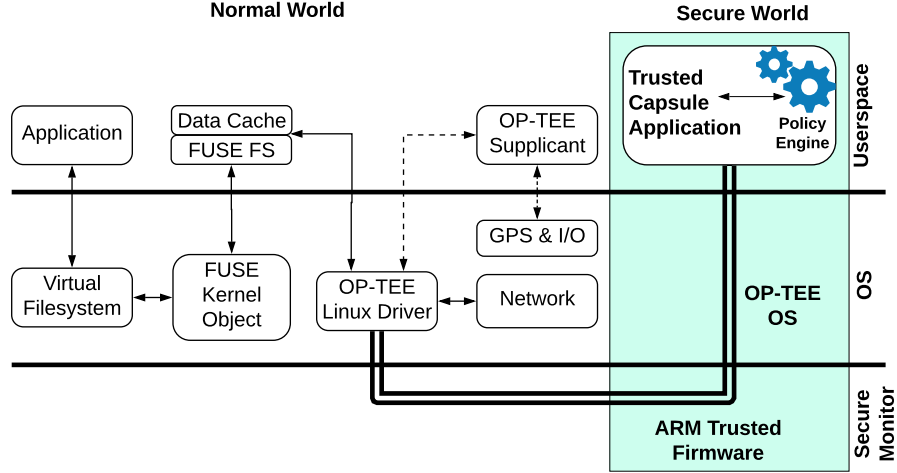 Normal World
Secure World
Application
Data Cache
FUSE FS
OP-TEE
Supplicant
Trusted
Capsule
Application
Policy
Engine
Userspace
GPS & I/O
Virtual
Filesystem
FUSE
Kernel
Object
OP-TEE
Linux Driver
Network
OP-TEE
OS
OS
ARM Trusted
Firmware
Secure
Monitor